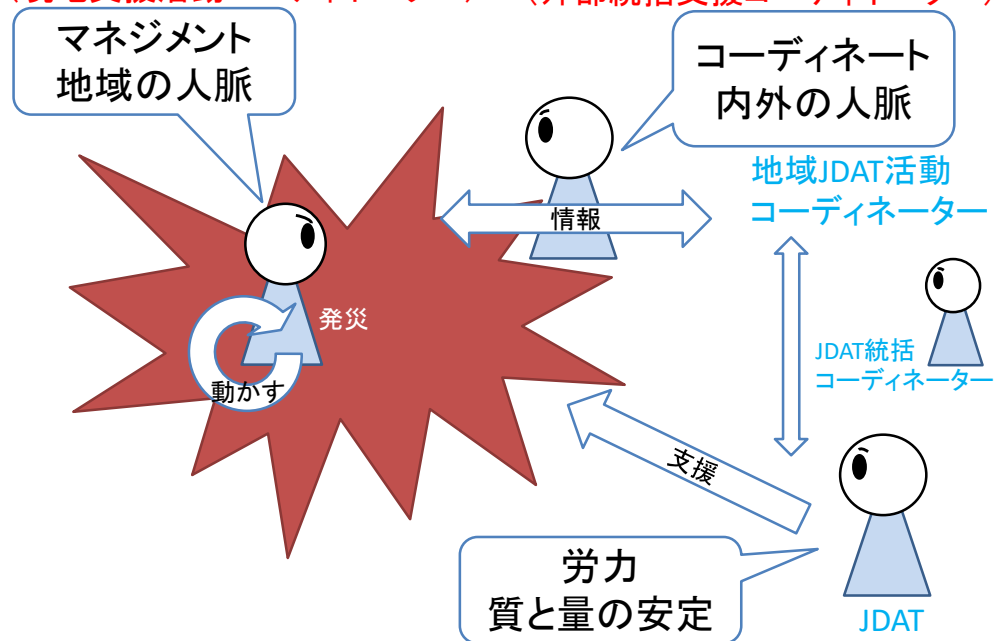 マネジメント
地域の人脈
コーディネート
内外の人脈
地域JDAT活動
コーディネーター
情報
発災
動かす
JDAT統括
コーディネーター
支援
労力
質と量の安定
JDAT